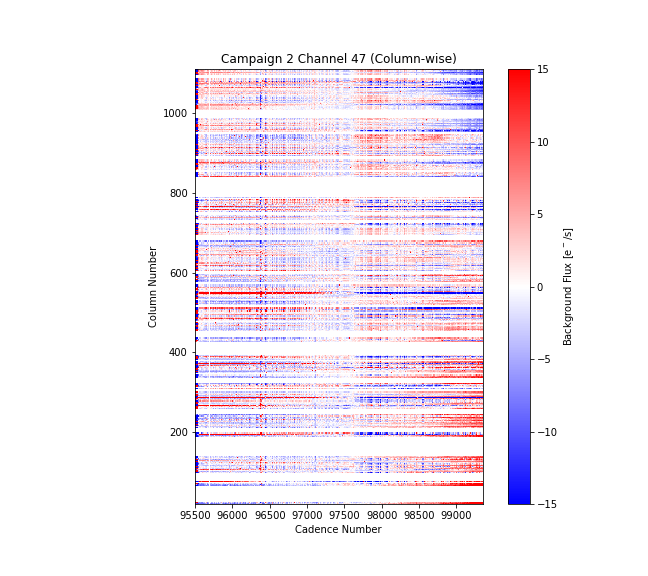 Campaign 2 Channel 47 (Column-wise)
1000
800
600
400
200
Column Number
95500 96000 96500 97000 97500 98000 98500 99000
Cadence Number
15
10
5
0
−5
−10
−15
Background Flux [e⁻/s]